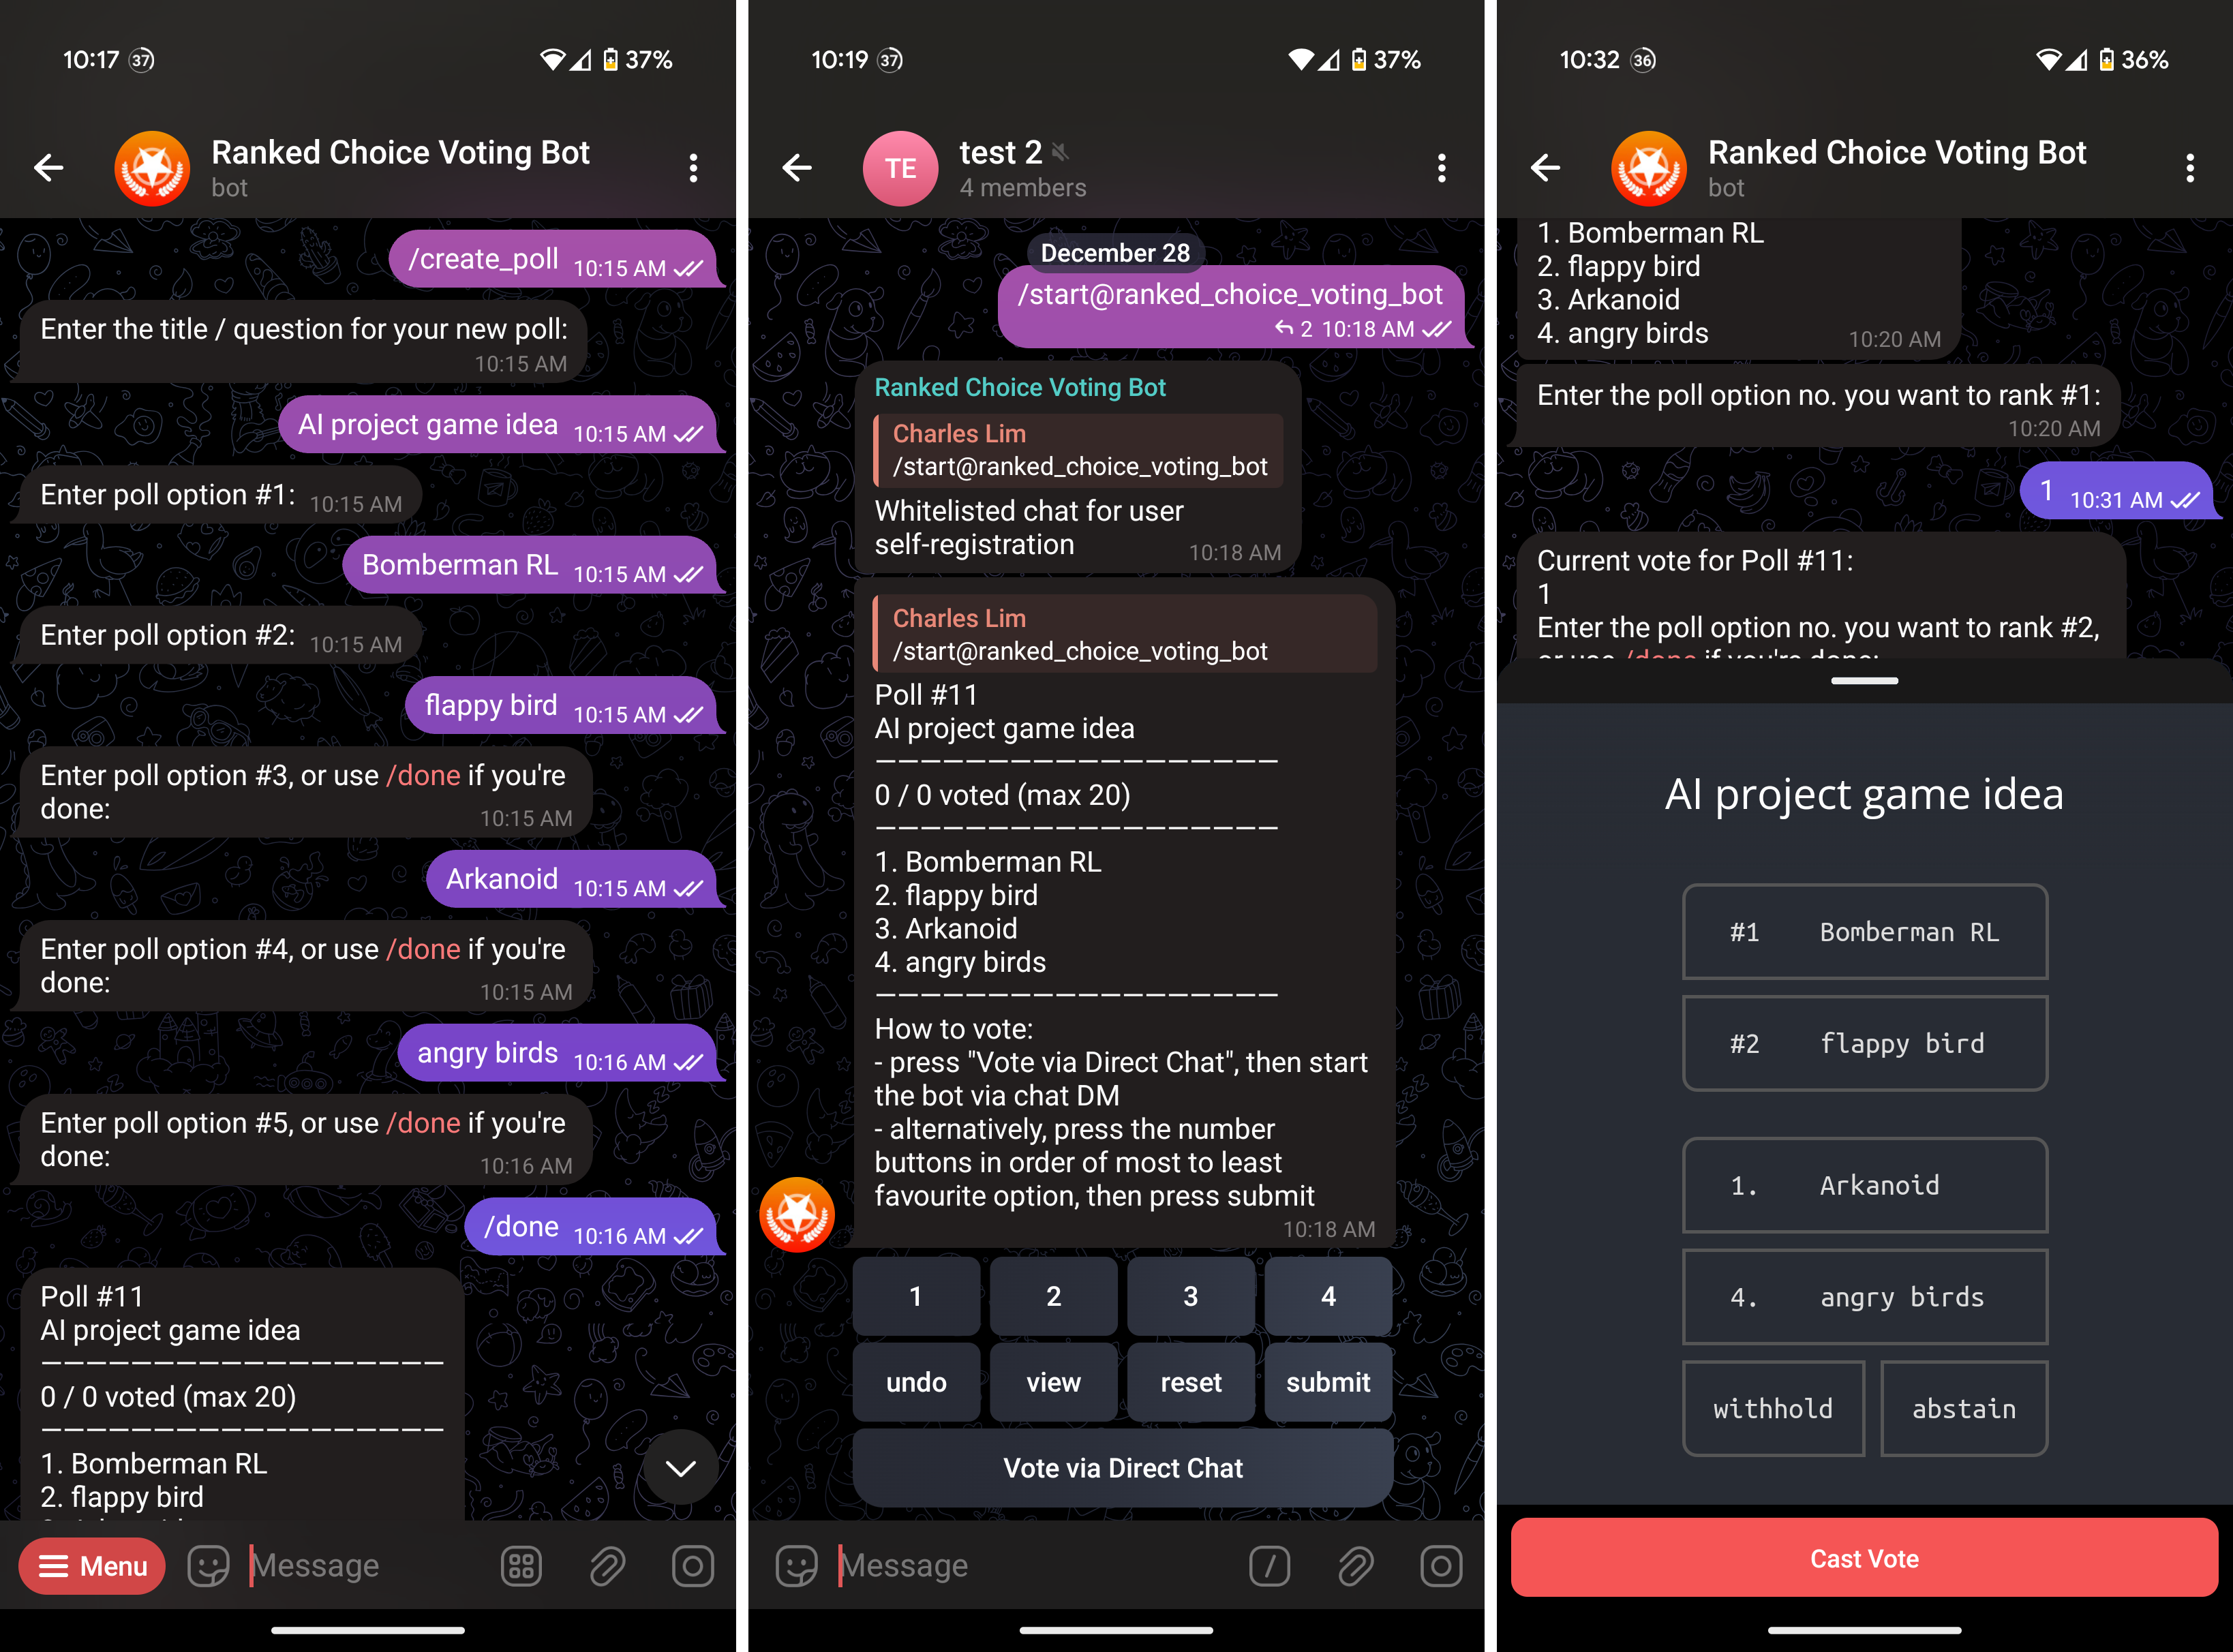 10:17 37 37%
Ranked Choice Voting Bot
bot
/create_poll 10:15 AM
Enter the title / question for your new poll:
10:15 AM
AI project game idea 10:15 AM
Enter poll option #1: 10:15 AM
Bomberman RL 10:15 AM
Enter poll option #2: 10:15 AM
flappy bird 10:15 AM
Enter poll option #3, or use /done if you're
done: 10:15 AM
Arkanoid 10:15 AM
Enter poll option #4, or use /done if you're
done: 10:15 AM
angry birds 10:16 AM
Enter poll option #5, or use /done if you're
done: 10:16 AM
/done 10:16 AM
Poll #11
AI project game idea
––––––––––––––––––
0 / 0 voted (max 20)
––––––––––––––––––
1. Bomberman RL
2. flappy bird
Menu Message
10:19 37 37%
TE test 2
4 members
December 28
/start@ranked_choice_voting_bot
2 10:18 AM
Ranked Choice Voting Bot
Charles Lim
/start@ranked_choice_voting_bot
Whitelisted chat for user
self-registration 10:18 AM
Charles Lim
/start@ranked_choice_voting_bot
Poll #11
AI project game idea
––––––––––––––––––
0 / 0 voted (max 20)
––––––––––––––––––
1. Bomberman RL
2. flappy bird
3. Arkanoid
4. angry birds
––––––––––––––––––
How to vote:
- press "Vote via Direct Chat", then start
the bot via chat DM
- alternatively, press the number
buttons in order of most to least
favourite option, then press submit
10:18 AM
1 2 3 4
undo view reset submit
Vote via Direct Chat
/ Message
10:32 36 36%
Ranked Choice Voting Bot
bot
1. Bomberman RL
2. flappy bird
3. Arkanoid
4. angry birds 10:20 AM
Enter the poll option no. you want to rank #1:
10:20 AM
1 10:31 AM
Current vote for Poll #11:
1
Enter the poll option no. you want to rank #2,
or use /done if you're done:
AI project game idea
#1 Bomberman RL
#2 flappy bird
1. Arkanoid
4. angry birds
withhold abstain
Cast Vote